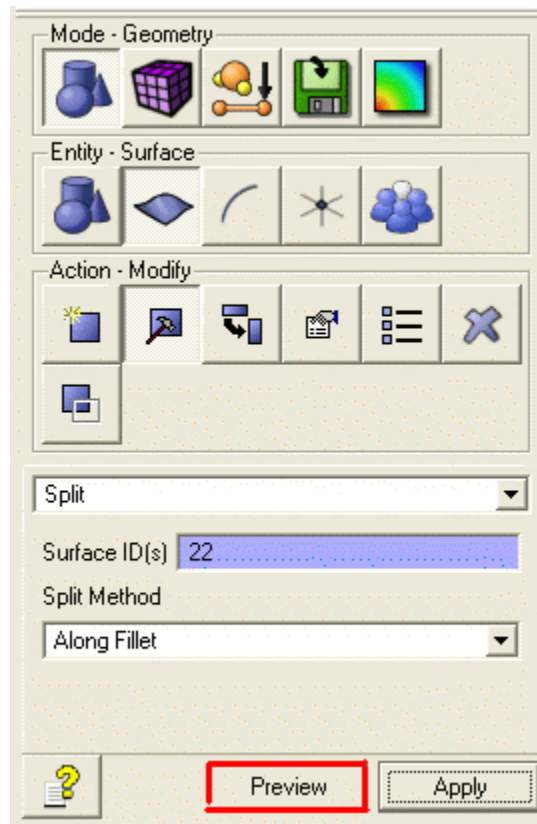 Mode - Geometry
Entity - Surface
Action - Modify
Split
Surface ID(s) 22
Split Method
Along Fillet
Preview Apply